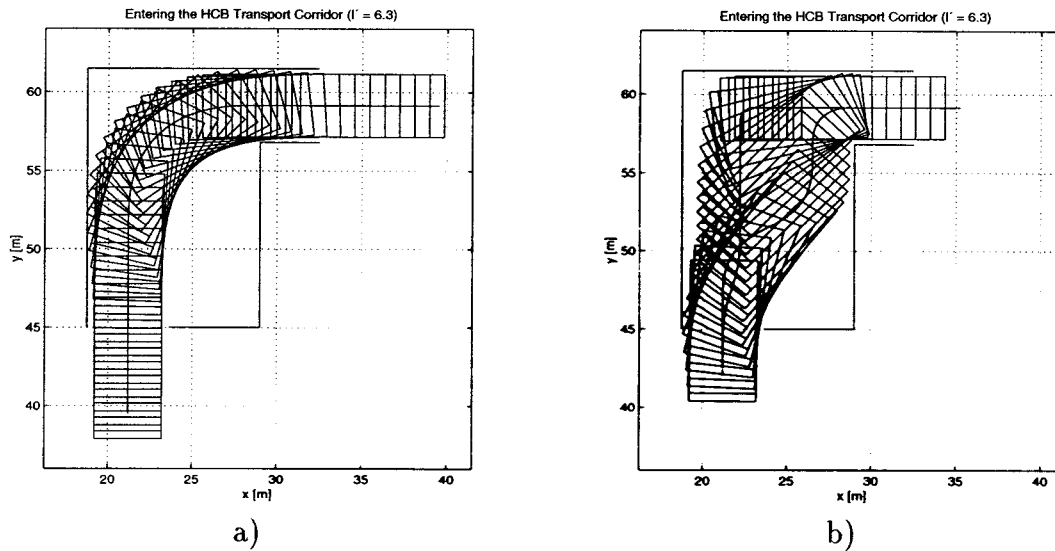 Entering the HCB Transport Corridor (l´ = 6.3)
60
55
50
45
40
y [m]
20
25
30
35
40
x [m]
a)
Entering the HCB Transport Corridor (l´ = 6.3)
60
55
50
45
40
y [m]
20
25
30
35
40
x [m]
b)